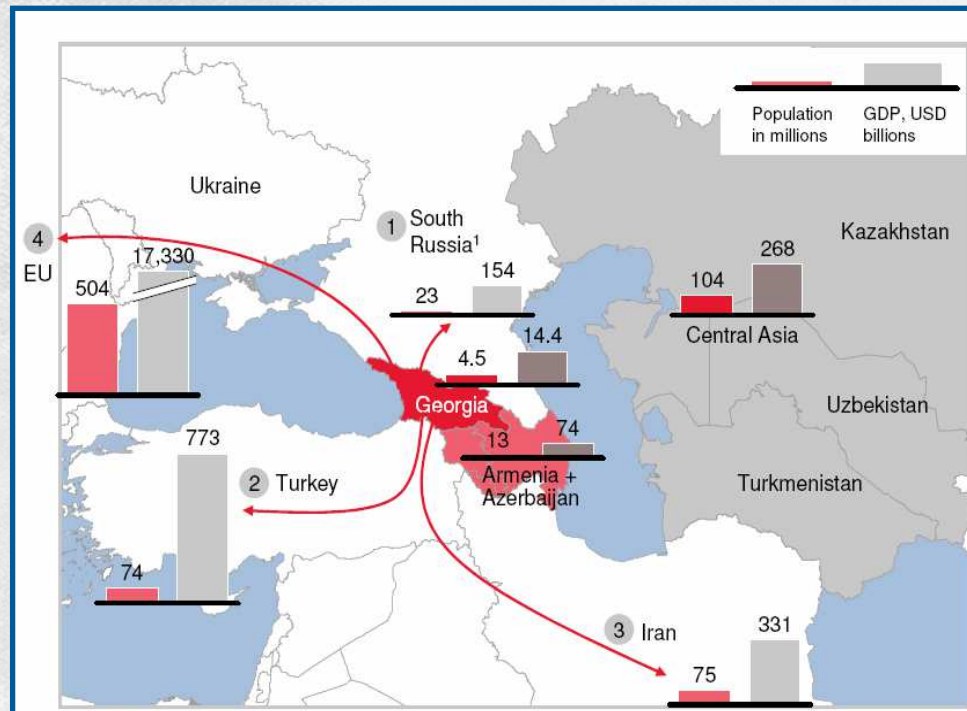 Population
in millions
GDP, USD
billions
Ukraine
4
EU
504
17,330
1
South
Russia¹
23
154
Kazakhstan
104
268
Central Asia
4.5
14.4
Georgia
13
74
Armenia +
Azerbaijan
Uzbekistan
Turkmenistan
2
Turkey
74
773
3
Iran
75
331